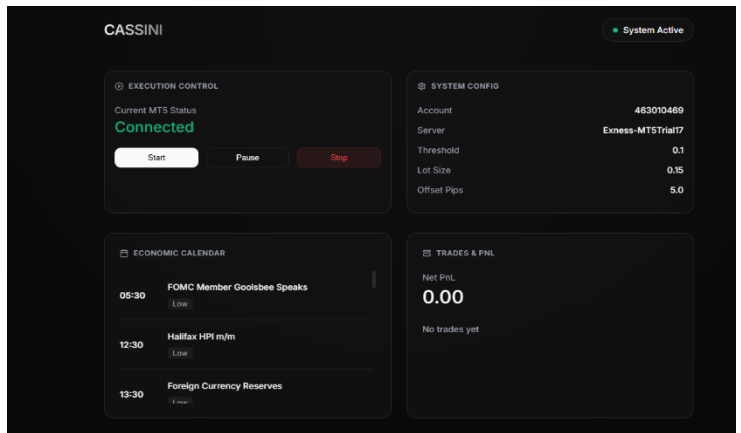 CASSINI
System Active
EXECUTION CONTROL
Current MT5 Status
Connected
Start
Pause
Stop
SYSTEM CONFIG
Account 463010469
Server Exness-MT5Trial17
Threshold 0.1
Lot Size 0.15
Offset Pips 5.0
ECONOMIC CALENDAR
05:30
FOMC Member Goolsbee Speaks
Low
12:30
Halifax HPI m/m
Low
13:30
Foreign Currency Reserves
Low
TRADES & PNL
Net PnL
0.00
No trades yet